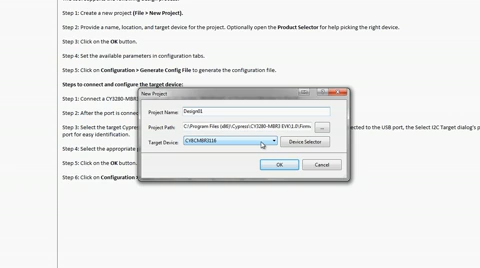 Step 1: Create a new project (File > New Project).
Step 2: Provide a name, location, and target device for the project. Optionally open the Product Selector for help picking the right device.
Step 3: Click on the OK button.
Step 4: Set the available parameters in configuration tabs.
Step 5: Click on Configuration > Generate Config File to generate the configuration file.
Steps to connect and configure the target device:
Step 1: Connect a CY3280-MBR3
Step 2: After the port is connec
Step 3: Select the target Cypres
ected to the USB port, the Select I2C Target dialog's p
port for easy identification.
Step 4: Select the appropriate p
Step 5: Click on the OK button.
Step 6: Click on Configuration
New Project
Project Name:
Design01
Project Path:
C:\Program Files (x86)\Cypress\CY3280-MBR3 EVK\1.0\Firmw
...
Target Device:
CY8CMBR3116
Device Selector
OK
Cancel